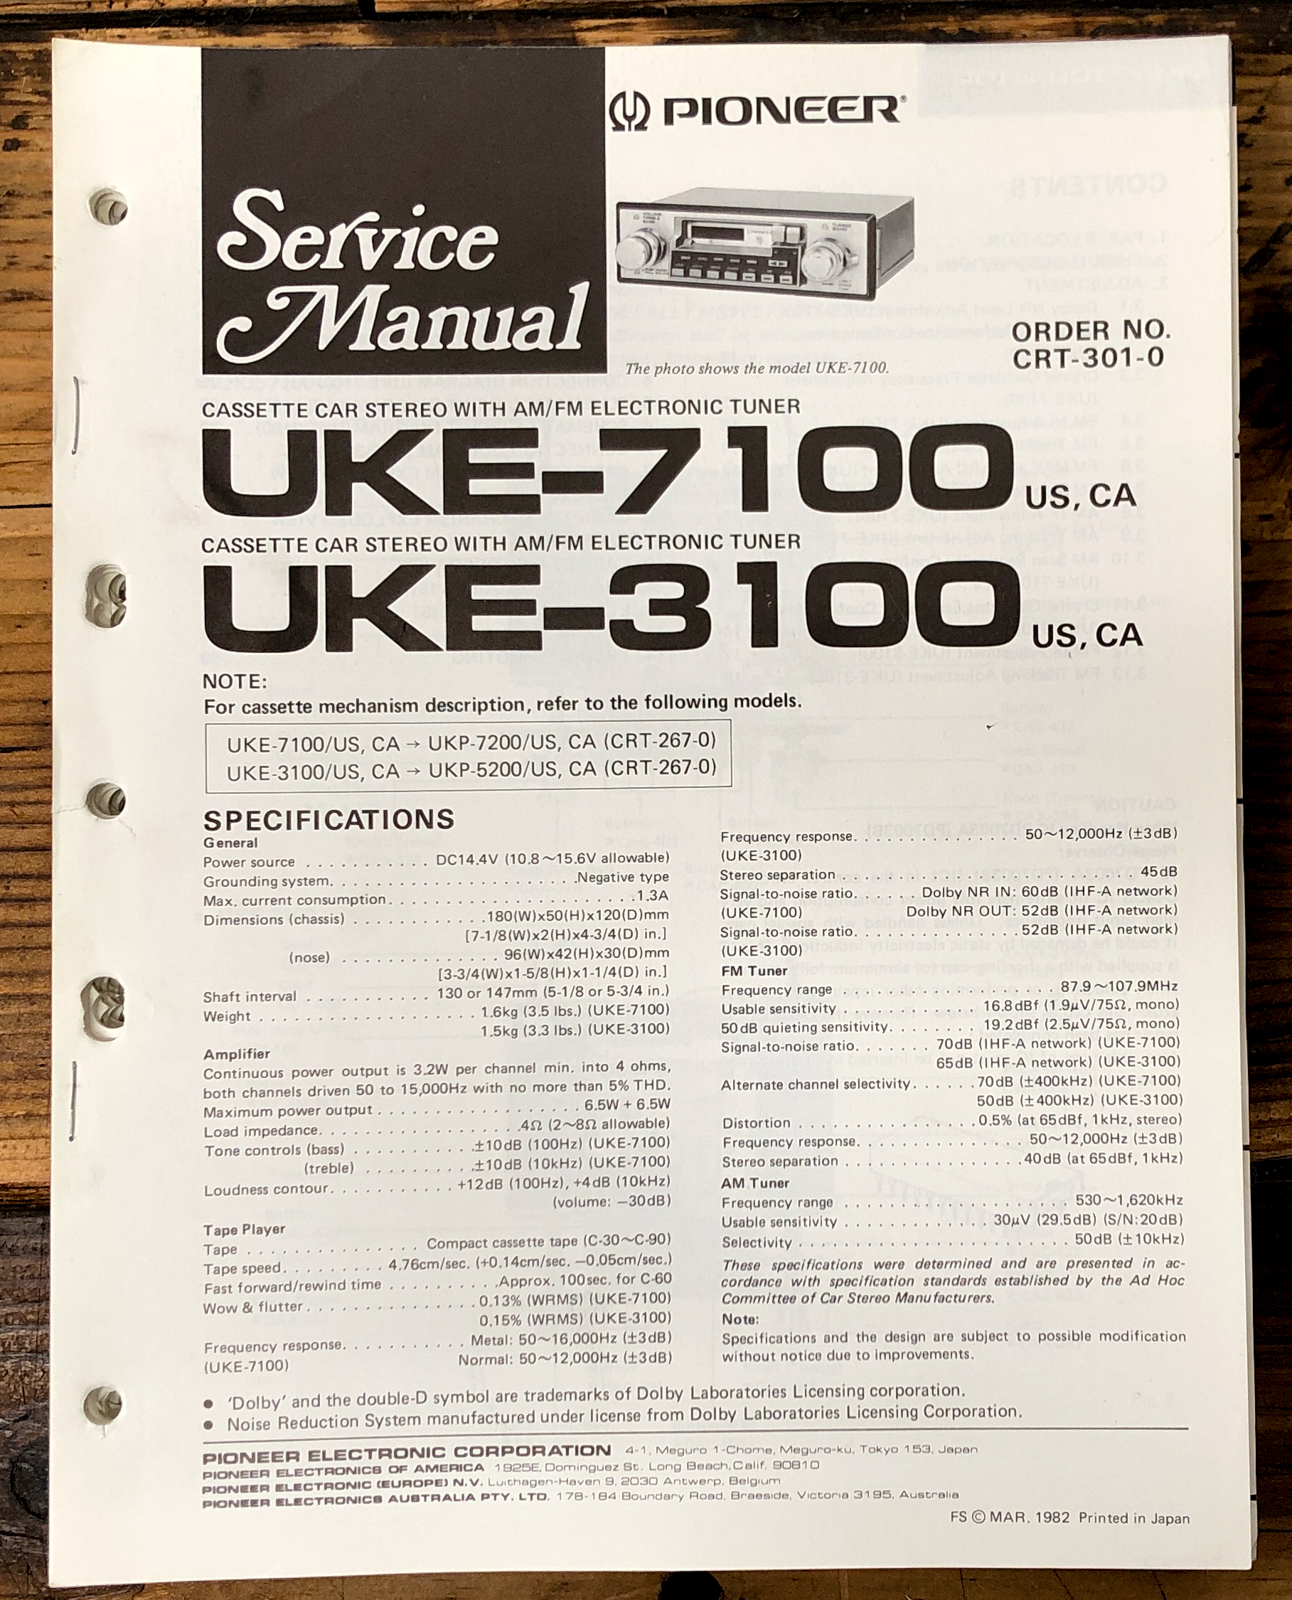 PIONEER®
Service
Manual
The photo shows the model UKE-7100.
ORDER NO.
CRT-301-0
CASSETTE CAR STEREO WITH AM/FM ELECTRONIC TUNER
UKE-7100 US, CA
CASSETTE CAR STEREO WITH AM/FM ELECTRONIC TUNER
UKE-3100 US, CA
NOTE:
For cassette mechanism description, refer to the following models.
UKE-7100/US, CA → UKP-7200/US, CA (CRT-267-0)
UKE-3100/US, CA → UKP-5200/US, CA (CRT-267-0)
SPECIFICATIONS
General
Power source . . . . . . . . . . . DC14.4V (10.8～15.6V allowable)
Grounding system. . . . . . . . . . . . . . . . . . . . .Negative type
Max. current consumption. . . . . . . . . . . . . . . . . . . . .1.3A
Dimensions (chassis) . . . . . . . . . . . .180(W)x50(H)x120(D)mm
[7-1/8(W)x2(H)x4-3/4(D) in.]
(nose) . . . . . . . . . . . . . 96(W)x42(H)x30(D)mm
[3-3/4(W)x1-5/8(H)x1-1/4(D) in.]
Shaft interval . . . . . . . . . . 130 or 147mm (5-1/8 or 5-3/4 in.)
Weight . . . . . . . . . . . . . . . . . . 1.6kg (3.5 lbs.) (UKE-7100)
1.5kg (3.3 lbs.) (UKE-3100)
Amplifier
Continuous power output is 3.2W per channel min. into 4 ohms,
both channels driven 50 to 15,000Hz with no more than 5% THD.
Maximum power output . . . . . . . . . . . . . . . . 6.5W + 6.5W
Load impedance. . . . . . . . . . . . . . . . .4Ω (2～8Ω allowable)
Tone controls (bass) . . . . . . . . . . .±10dB (100Hz) (UKE-7100)
(treble) . . . . . . . . . .±10dB (10kHz) (UKE-7100)
Loudness contour. . . . . . . . . . +12dB (100Hz), +4dB (10kHz)
(volume: −30dB)
Tape Player
Tape . . . . . . . . . . . . . . . Compact cassette tape (C-30～C-90)
Tape speed. . . . . . . . . 4.76cm/sec. (+0.14cm/sec. −0.05cm/sec.)
Fast forward/rewind time . . . . . . . . .Approx. 100sec. for C-60
Wow & flutter. . . . . . . . . . . . . . . 0.13% (WRMS) (UKE-7100)
0.15% (WRMS) (UKE-3100)
Frequency response. . . . . . . . . . . Metal: 50～16,000Hz (±3dB)
(UKE-7100) Normal: 50～12,000Hz (±3dB)
Frequency response. . . . . . . . . . . . . . . 50～12,000Hz (±3dB)
(UKE-3100)
Stereo separation . . . . . . . . . . . . . . . . . . . . . . . . . . 45dB
Signal-to-noise ratio. . . . . . Dolby NR IN: 60dB (IHF-A network)
(UKE-7100) Dolby NR OUT: 52dB (IHF-A network)
Signal-to-noise ratio. . . . . . . . . . . . . . . 52dB (IHF-A network)
(UKE-3100)
FM Tuner
Frequency range . . . . . . . . . . . . . . . . . . . 87.9～107.9MHz
Usable sensitivity . . . . . . . . . . . . 16.8dBf (1.9μV/75Ω, mono)
50dB quieting sensitivity. . . . . . . . 19.2dBf (2.5μV/75Ω, mono)
Signal-to-noise ratio. . . . . . . 70dB (IHF-A network) (UKE-7100)
65dB (IHF-A network) (UKE-3100)
Alternate channel selectivity. . . . . .70dB (±400kHz) (UKE-7100)
50dB (±400kHz) (UKE-3100)
Distortion . . . . . . . . . . . . . . . .0.5% (at 65dBf, 1kHz, stereo)
Frequency response. . . . . . . . . . . . . . . 50～12,000Hz (±3dB)
Stereo separation . . . . . . . . . . . . . . . .40dB (at 65dBf, 1kHz)
AM Tuner
Frequency range . . . . . . . . . . . . . . . . . . . . 530～1,620kHz
Usable sensitivity . . . . . . . . . . . . 30μV (29.5dB) (S/N:20dB)
Selectivity . . . . . . . . . . . . . . . . . . . . . . . . 50dB (±10kHz)
These specifications were determined and are presented in ac-
cordance with specification standards established by the Ad Hoc
Committee of Car Stereo Manufacturers.
Note:
Specifications and the design are subject to possible modification
without notice due to improvements.
● 'Dolby' and the double-D symbol are trademarks of Dolby Laboratories Licensing corporation.
● Noise Reduction System manufactured under license from Dolby Laboratories Licensing Corporation.
PIONEER ELECTRONIC CORPORATION 4-1, Meguro 1-Chome, Meguro-ku, Tokyo 153, Japan
PIONEER ELECTRONICS OF AMERICA 1925E, Dominguez St. Long Beach, Calif. 90810
PIONEER ELECTRONIC (EUROPE) N.V. Luithagen-Haven 9, 2030 Antwerp, Belgium
PIONEER ELECTRONICS AUSTRALIA PTY. LTD. 178-184 Boundary Road, Braeside, Victoria 3195, Australia
FS © MAR. 1982 Printed in Japan